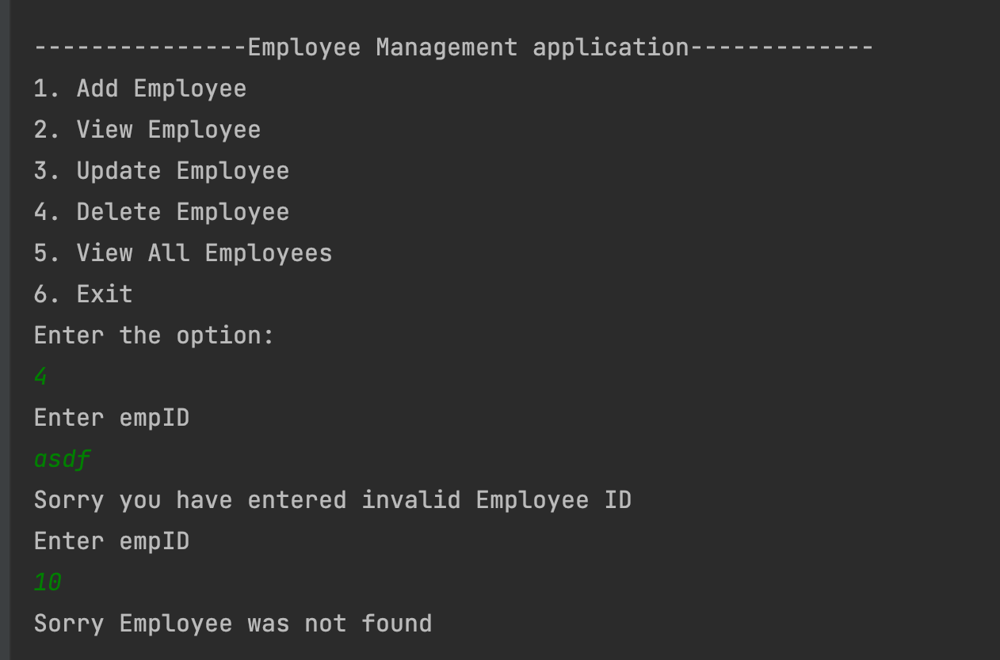 ---------------Employee Management application-------------
1. Add Employee
2. View Employee
3. Update Employee
4. Delete Employee
5. View All Employees
6. Exit
Enter the option:
4
Enter empID
asdf
Sorry you have entered invalid Employee ID
Enter empID
10
Sorry Employee was not found